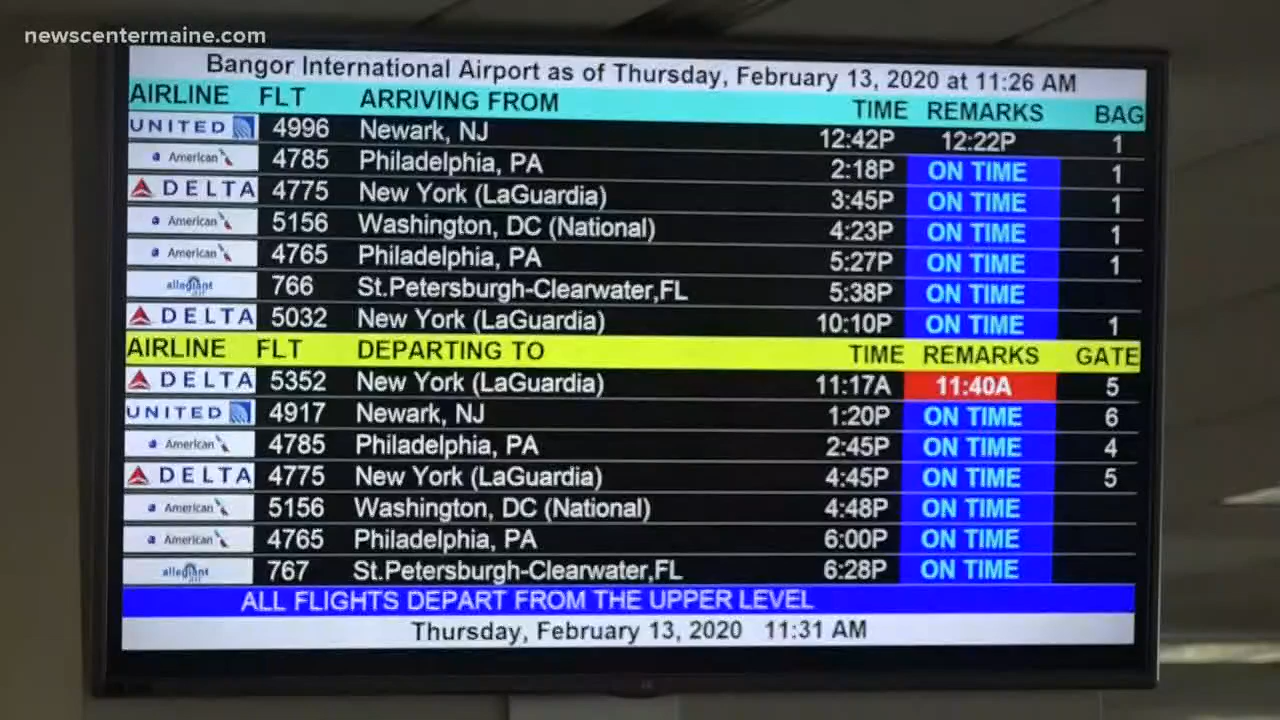 newscentermaine.com
Bangor International Airport as of Thursday, February 13, 2020 at 11:26 AM
AIRLINE FLT ARRIVING FROM TIME REMARKS BAG
UNITED 4996 Newark, NJ 12:42P 12:22P 1
American 4785 Philadelphia, PA 2:18P ON TIME 1
DELTA 4775 New York (LaGuardia) 3:45P ON TIME 1
American 5156 Washington, DC (National) 4:23P ON TIME 1
American 4765 Philadelphia, PA 5:27P ON TIME 1
allegiant air 766 St.Petersburgh-Clearwater,FL 5:38P ON TIME
DELTA 5032 New York (LaGuardia) 10:10P ON TIME 1
AIRLINE FLT DEPARTING TO TIME REMARKS GATE
DELTA 5352 New York (LaGuardia) 11:17A 11:40A 5
UNITED 4917 Newark, NJ 1:20P ON TIME 6
American 4785 Philadelphia, PA 2:45P ON TIME 4
DELTA 4775 New York (LaGuardia) 4:45P ON TIME 5
American 5156 Washington, DC (National) 4:48P ON TIME
American 4765 Philadelphia, PA 6:00P ON TIME
allegiant air 767 St.Petersburgh-Clearwater,FL 6:28P ON TIME
ALL FLIGHTS DEPART FROM THE UPPER LEVEL
Thursday, February 13, 2020 11:31 AM